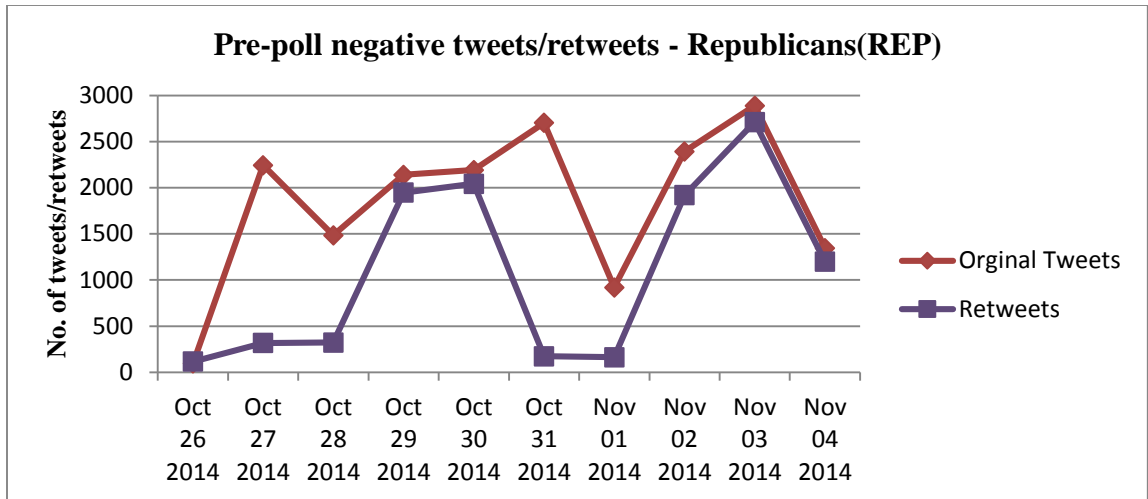 Pre-poll negative tweets/retweets - Republicans(REP)
No. of tweets/retweets
3000
2500
2000
1500
1000
500
0
Oct 26 2014
Oct 27 2014
Oct 28 2014
Oct 29 2014
Oct 30 2014
Oct 31 2014
Nov 01 2014
Nov 02 2014
Nov 03 2014
Nov 04 2014
Orginal Tweets
Retweets